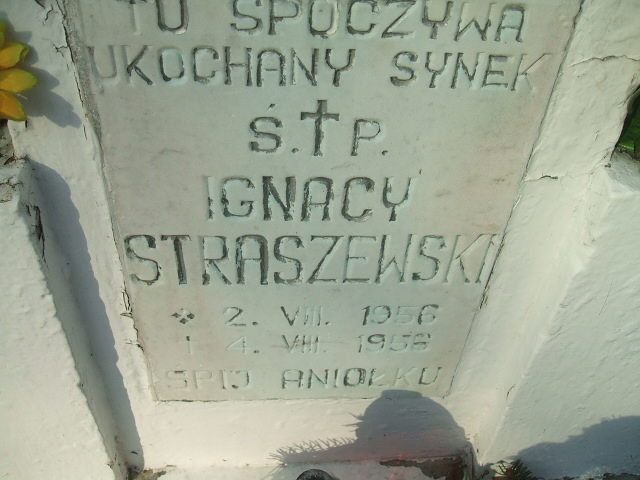 TU SPOCZYWA
UKOCHANY SYNEK
Ś.†P.
IGNACY
STRASZEWSKI
* 2. VIII. 1956
† 4. VIII. 1956
ŚPIJ ANIOŁKU